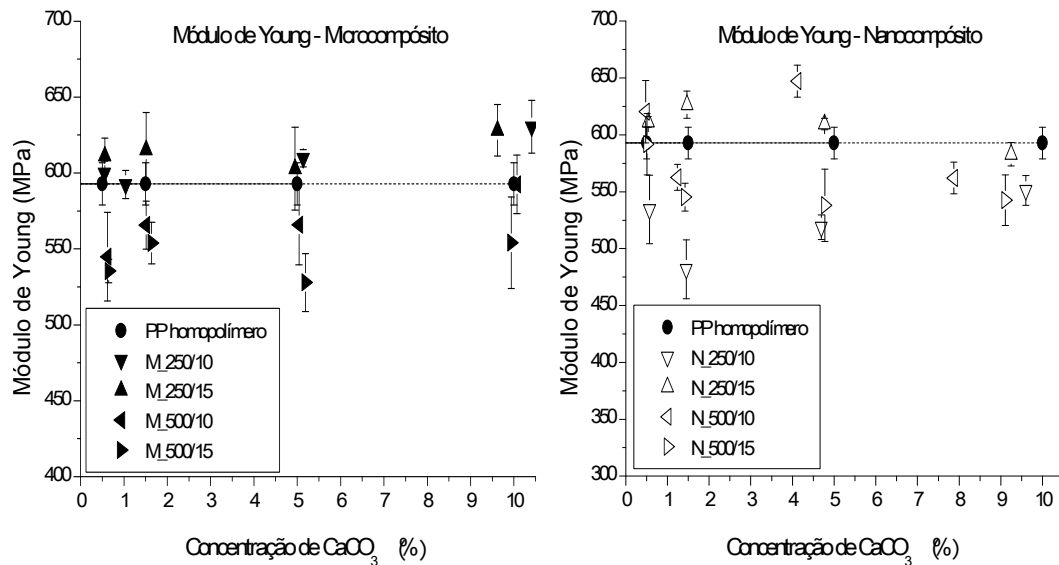 Módulo de Young - Microcompósito
Módulo de Young (MPa)
700
650
600
550
500
450
400
PP homopolímero
M_250/10
M_250/15
M_500/10
M_500/15
0 1 2 3 4 5 6 7 8 9 10
Concentração de CaCO3 (%)
Módulo de Young - Nanocompósito
Módulo de Young (MPa)
700
650
600
550
500
450
400
350
300
PP homopolímero
N_250/10
N_250/15
N_500/10
N_500/15
0 1 2 3 4 5 6 7 8 9 10
Concentração de CaCO3 (%)